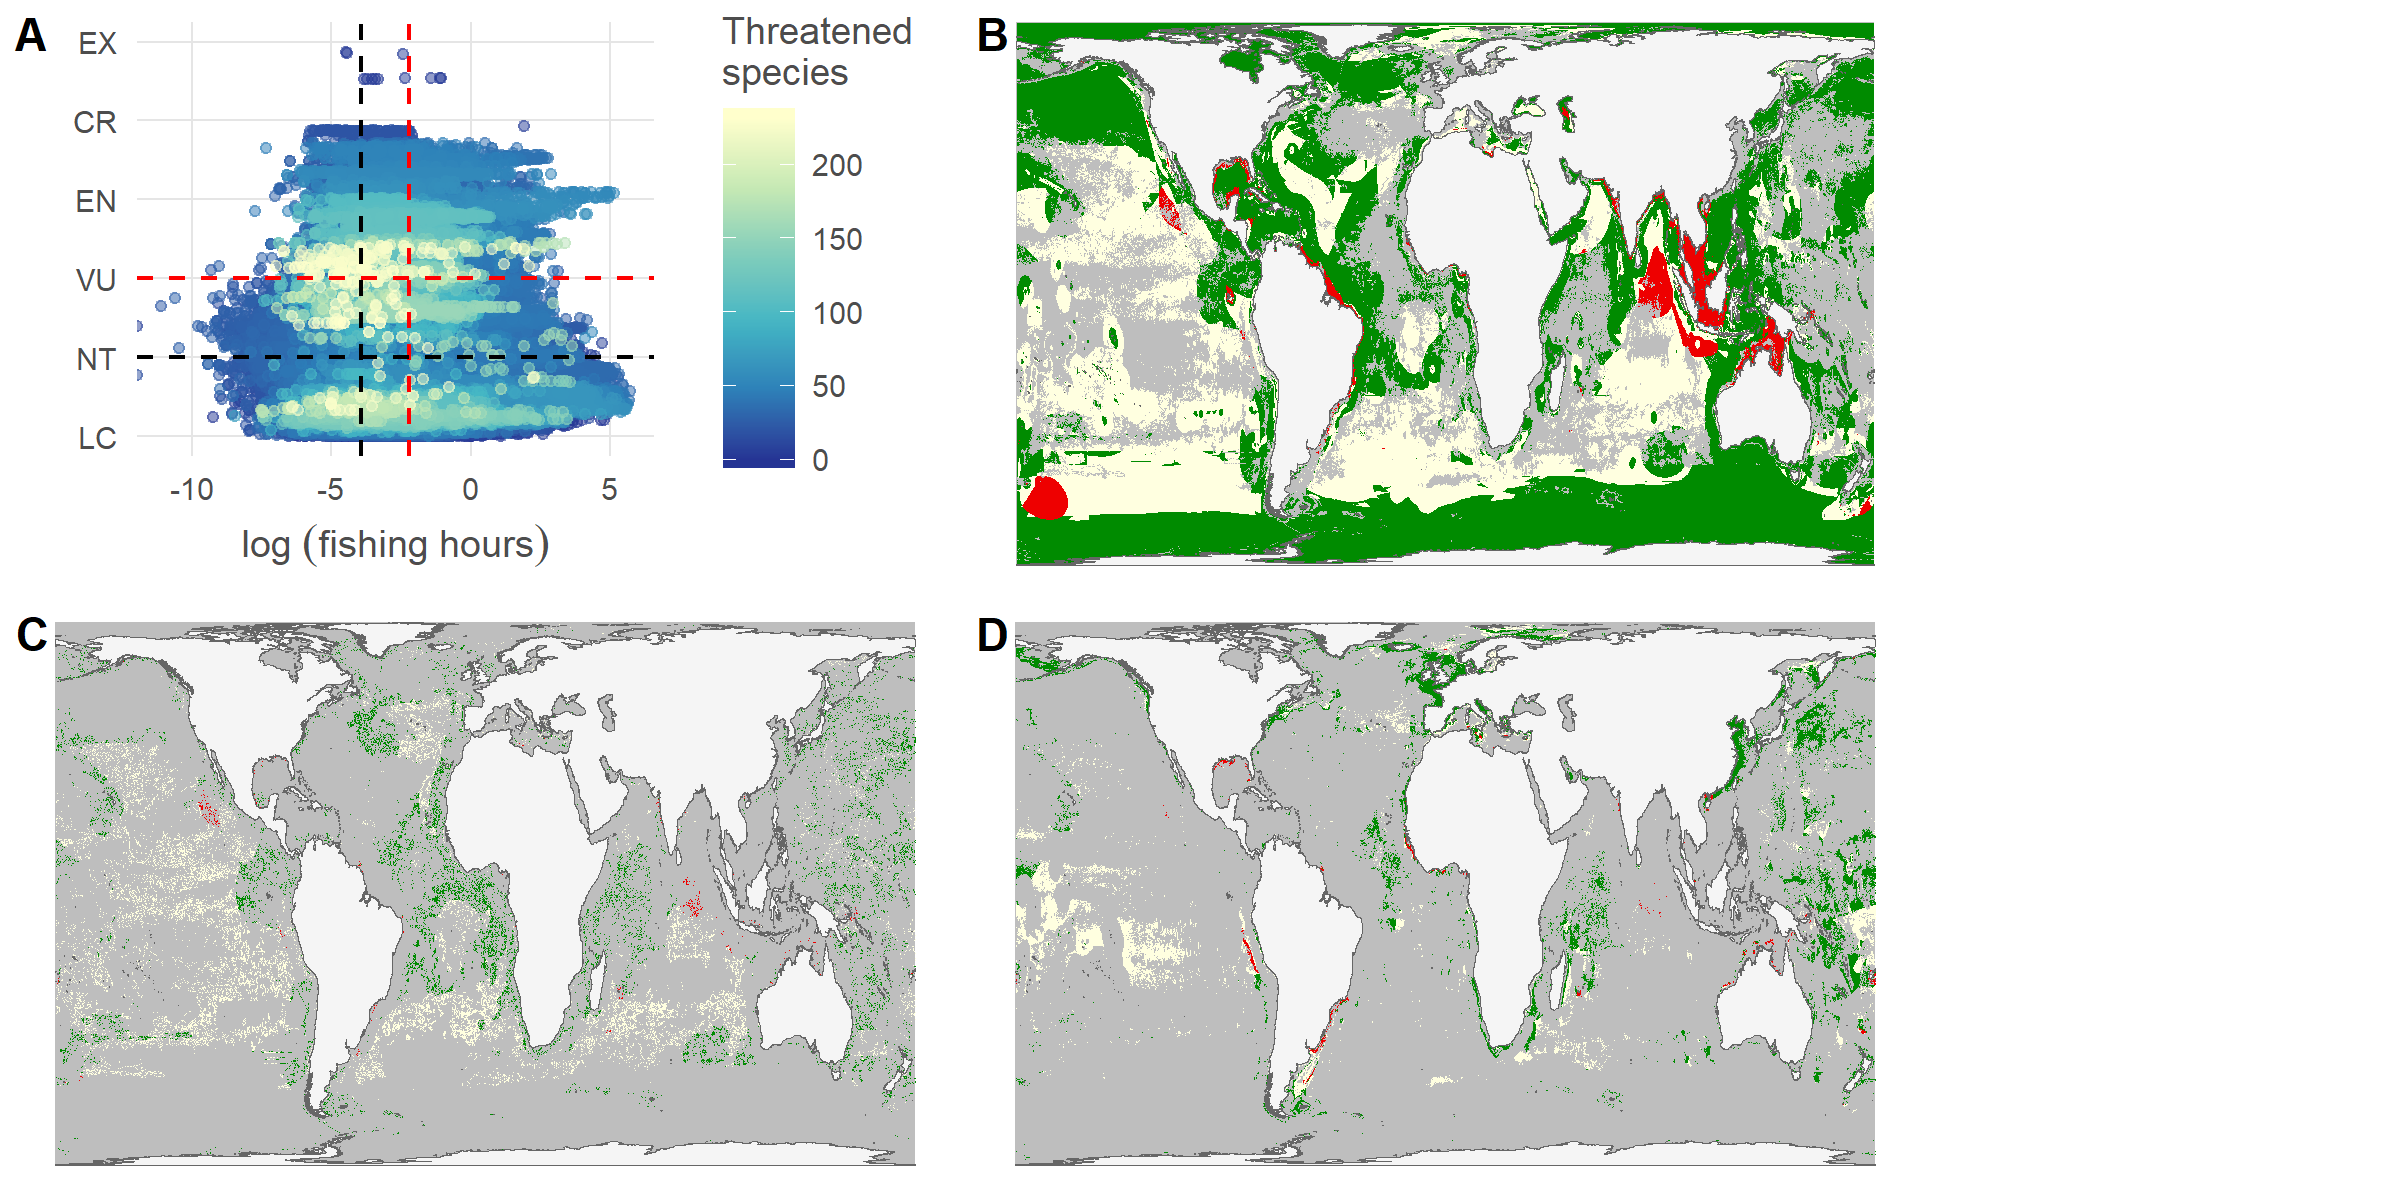 A
EX
CR
EN
VU
NT
LC
-10 -5 0 5
log (fishing hours)
Threatened
species
200
150
100
50
0
B
C
D